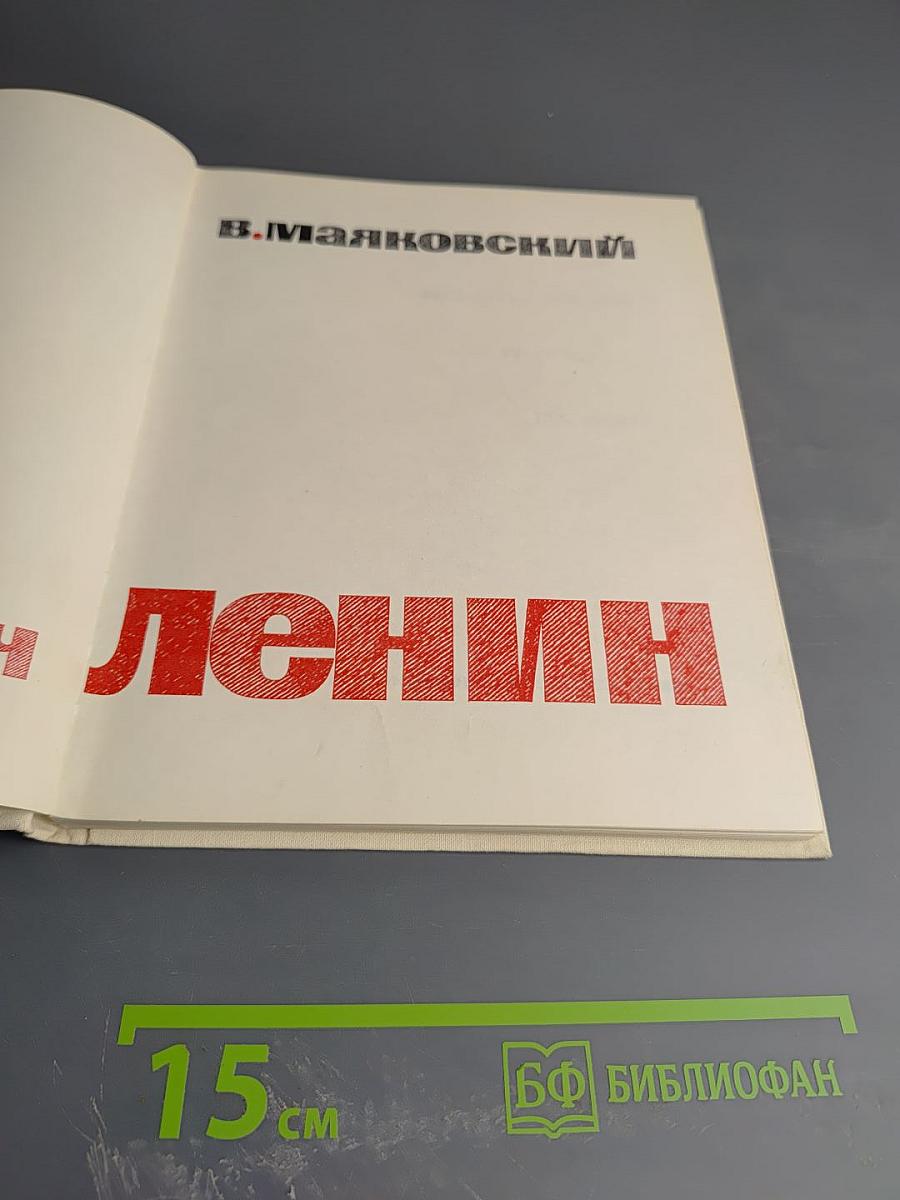 в.маяковский
ч
ленин
15 см
БФ БИБЛИОФАН